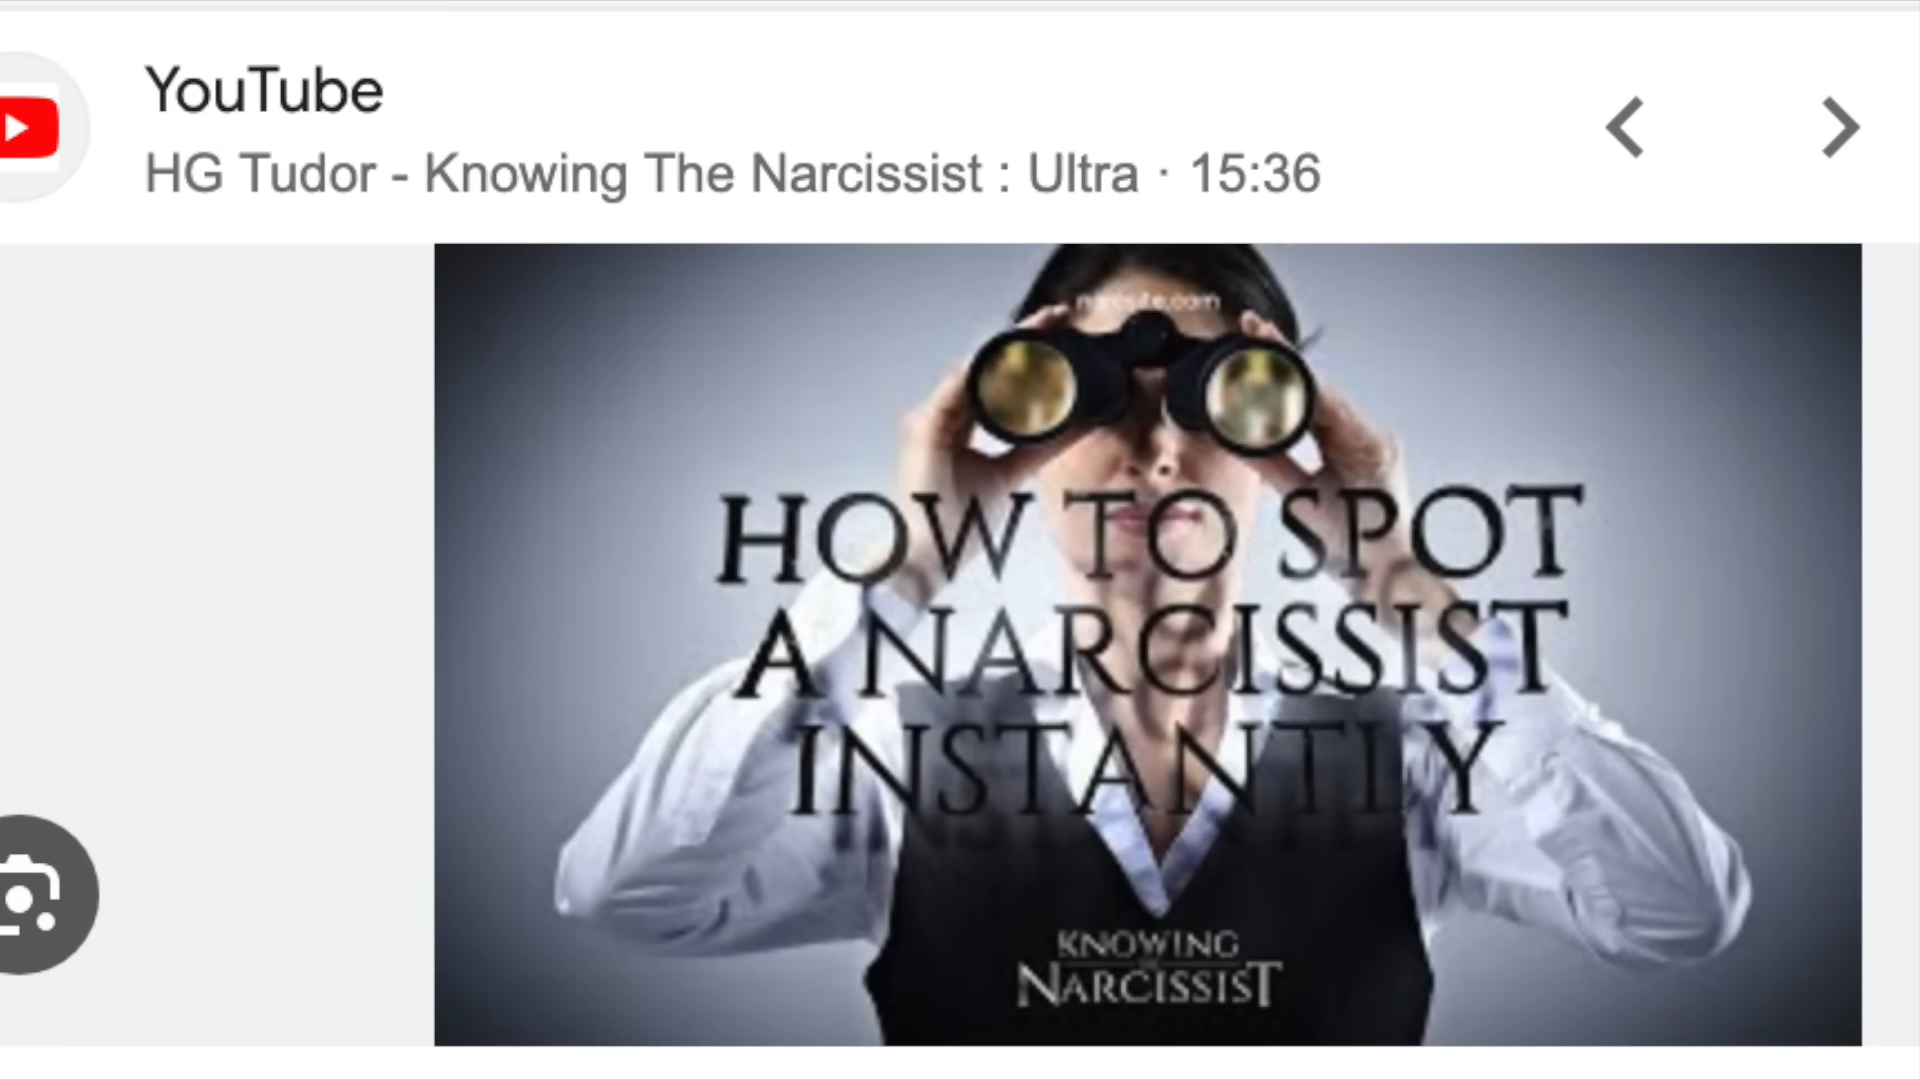 YouTube
HG Tudor - Knowing The Narcissist : Ultra · 15:36
HOW TO SPOT
A NARCISSIST
INSTANTLY
KNOWING
NARCISSIST